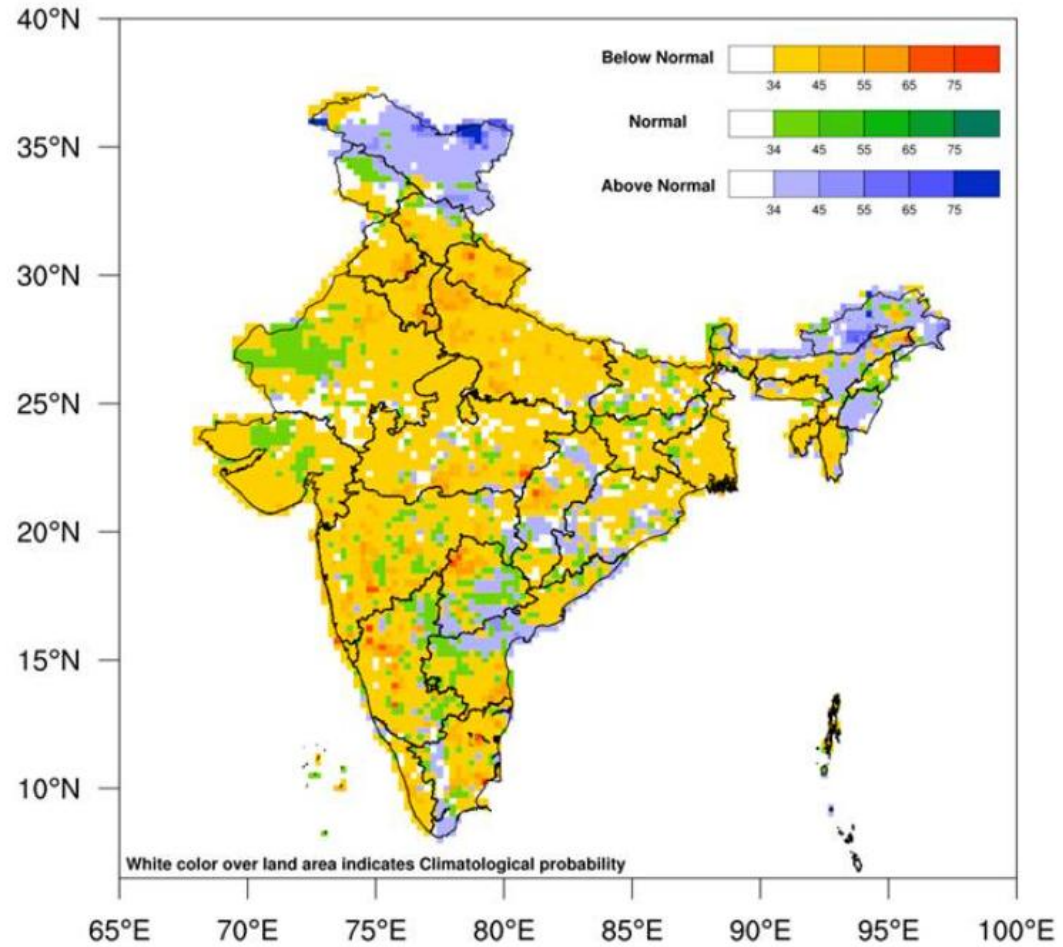 40°N
Below Normal
34 45 55 65 75
Normal
34 45 55 65 75
Above Normal
34 45 55 65 75
35°N
30°N
25°N
20°N
15°N
10°N
White color over land area indicates Climatological probability
65°E 70°E 75°E 80°E 85°E 90°E 95°E 100°E